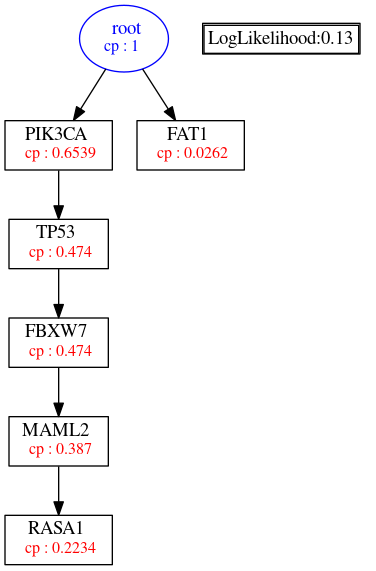 root
cp : 1
LogLikelihood:0.13
PIK3CA
cp : 0.6539
FAT1
cp : 0.0262
TP53
cp : 0.474
FBXW7
cp : 0.474
MAML2
cp : 0.387
RASA1
cp : 0.2234